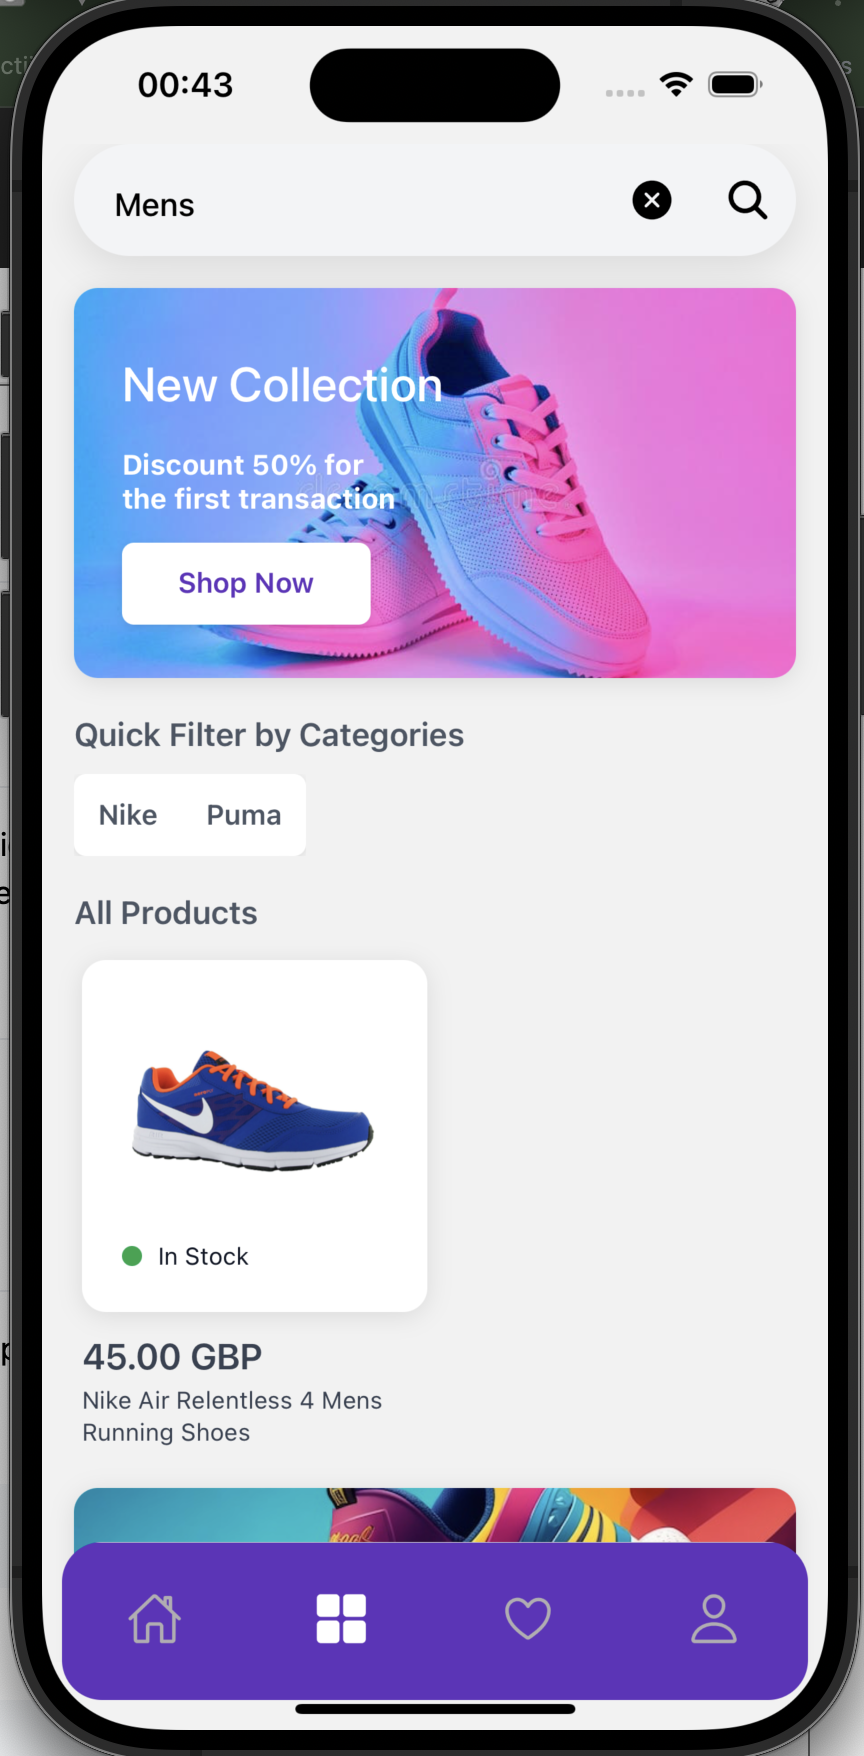 00:43
Mens
New Collection
Discount 50% for
the first transaction
Shop Now
Quick Filter by Categories
Nike
Puma
All Products
In Stock
45.00 GBP
Nike Air Relentless 4 Mens
Running Shoes